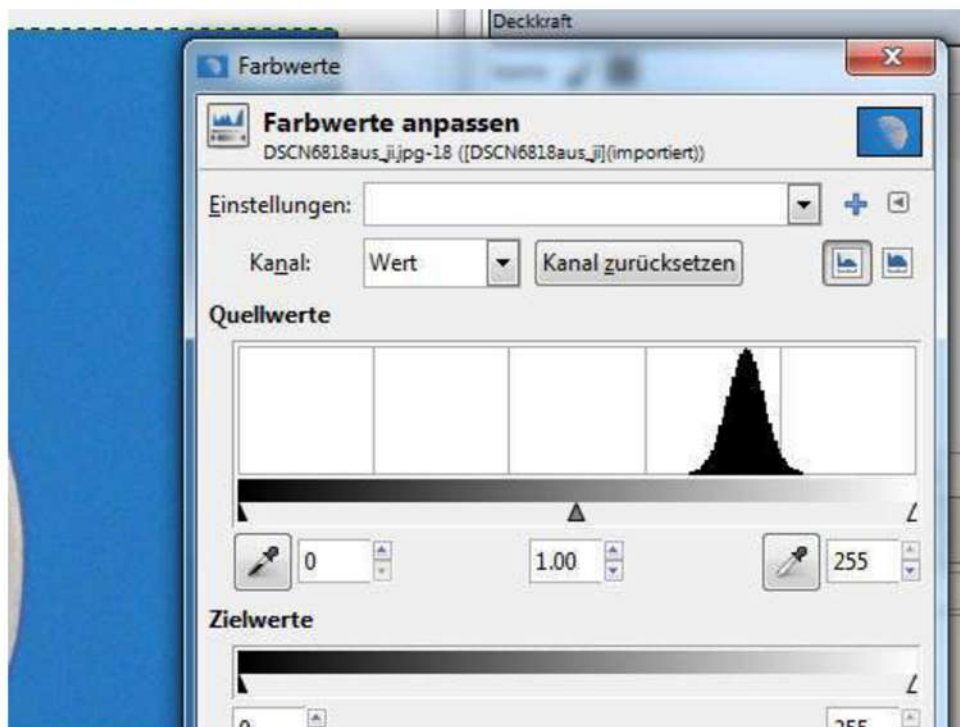 Deckkraft
Farbwerte
Farbwerte anpassen
DSCN6818aus_ji.jpg-18 ([DSCN6818aus_ji](importiert))
Einstellungen:
Kanal: Wert Kanal zurücksetzen
Quellwerte
0 1.00 255
Zielwerte
0 255